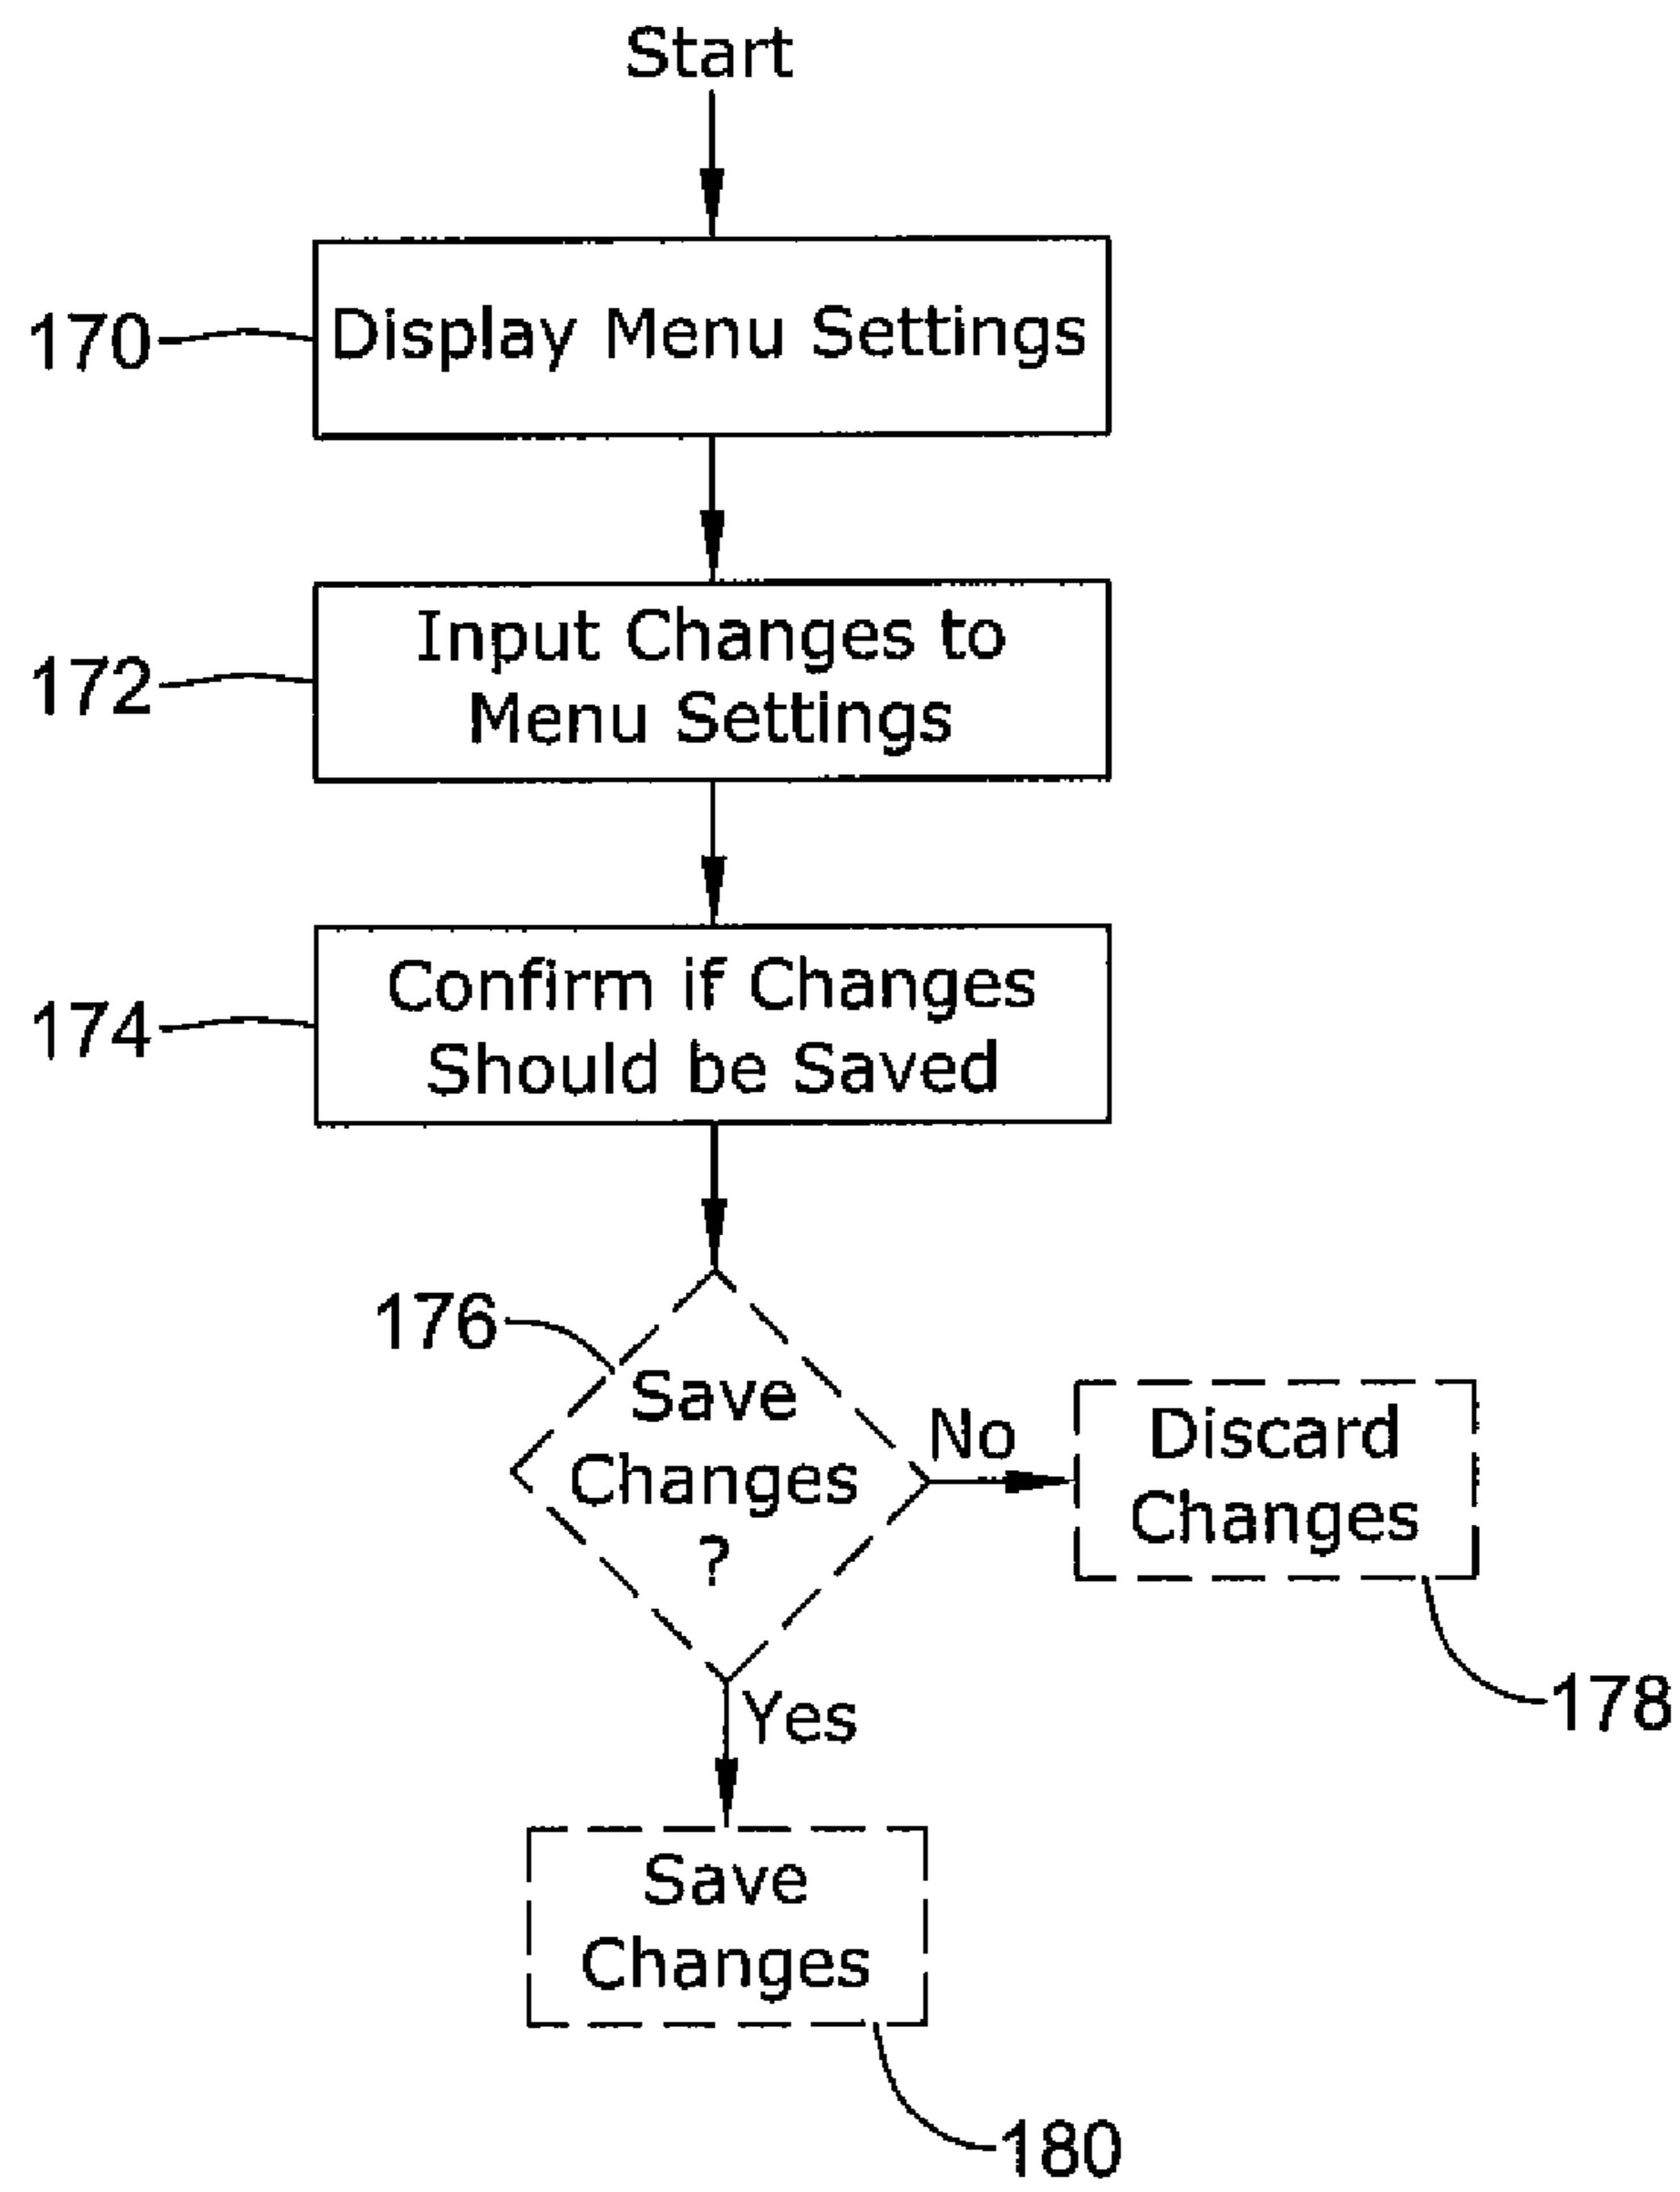 Start
170
Display Menu Settings
172
Input Changes to
Menu Settings
174
Confirm if Changes
Should be Saved
176
Save
Changes
?
No
Discard
Changes
178
Yes
Save
Changes
180